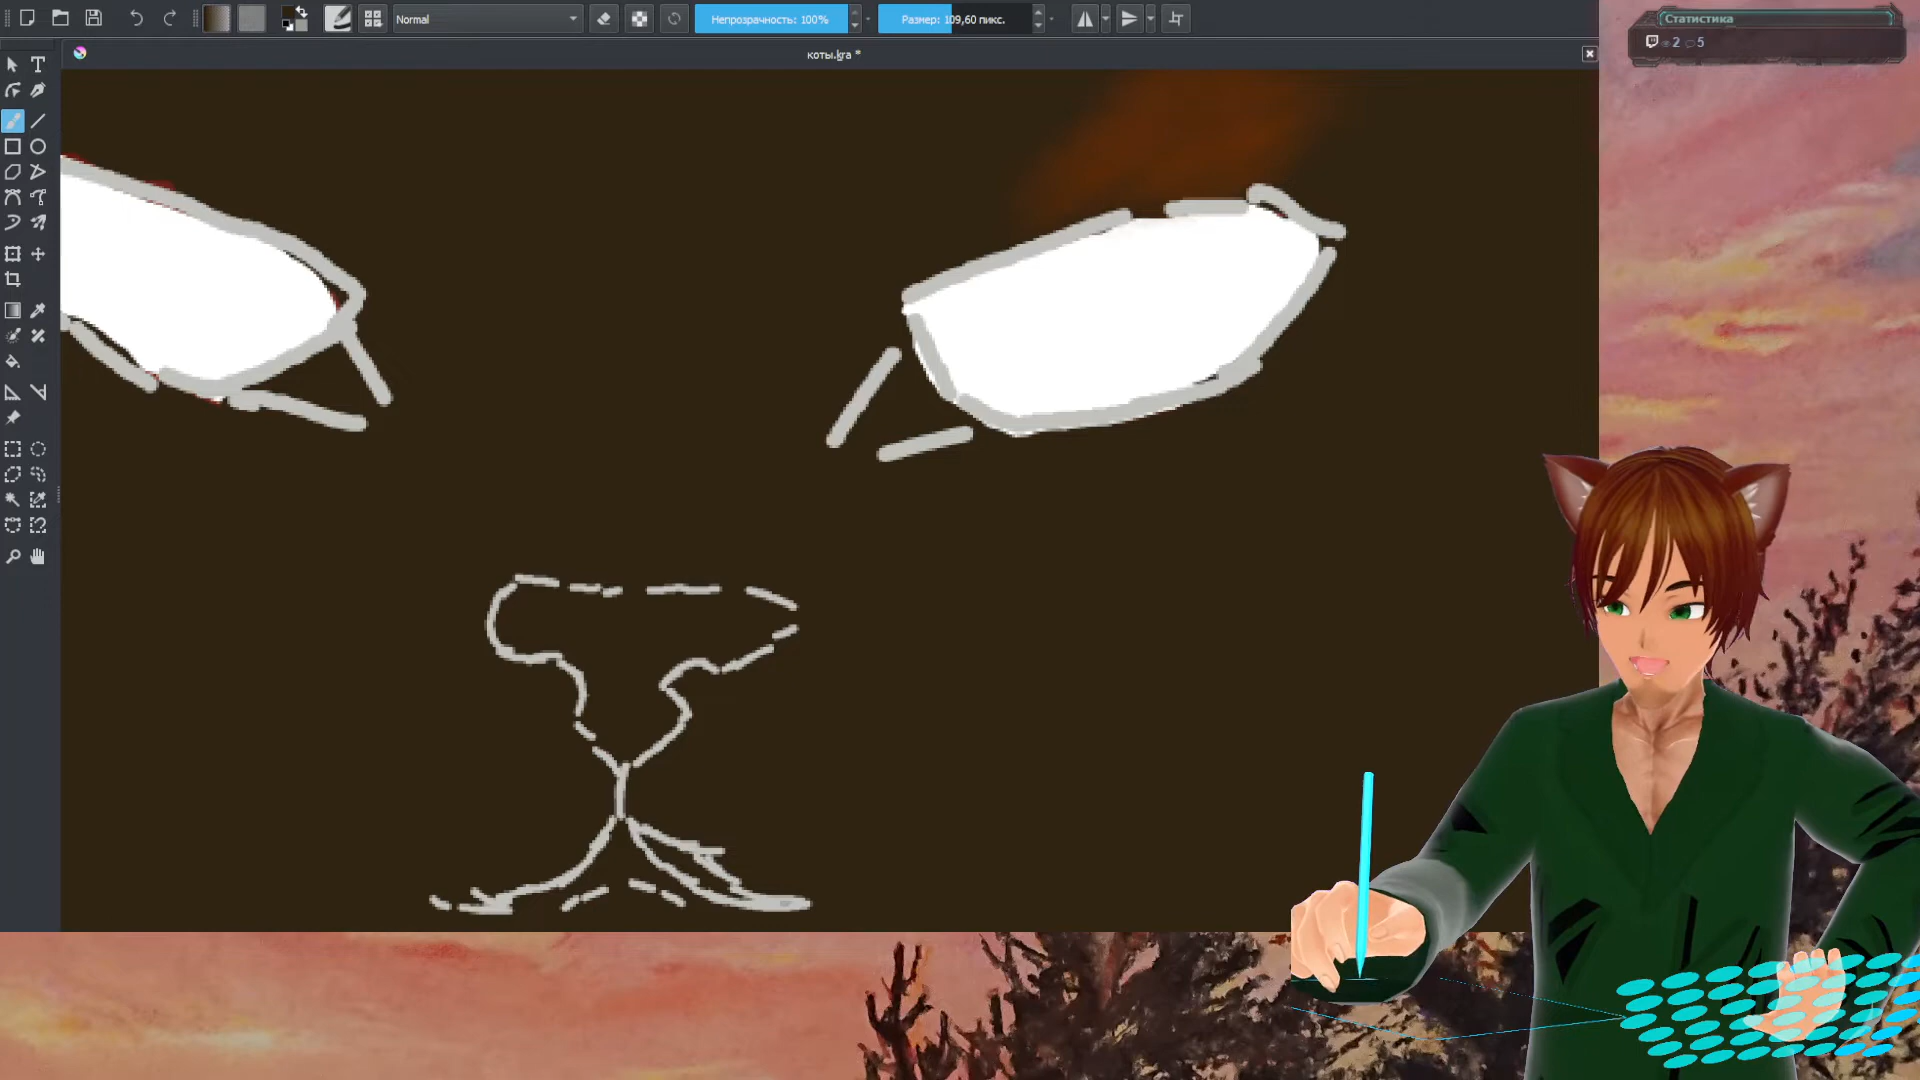 Normal
Непрозрачность: 100%
Размер: 109,60 пикс.
коты.kra *
Статистика
2 5